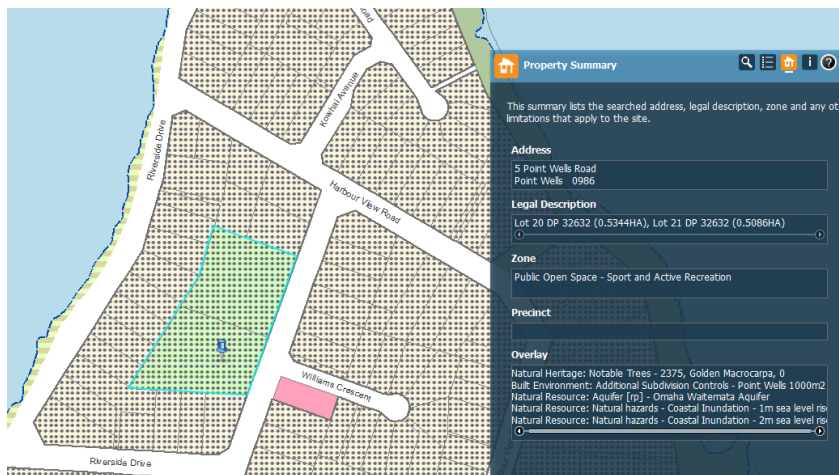 oad
Kowhai Avenue
Riverside Drive
Harbour View Road
Williams Crescent
Riverside Drive
Property Summary
This summary lists the searched address, legal description, zone and any ot
limitations that apply to the site.
Address
5 Point Wells Road
Point Wells 0986
Legal Description
Lot 20 DP 32632 (0.5344HA), Lot 21 DP 32632 (0.5086HA)
Zone
Public Open Space - Sport and Active Recreation
Precinct
Overlay
Natural Heritage: Notable Trees - 2375, Golden Macrocarpa, 0
Built Environment: Additional Subdivision Controls - Point Wells 1000m2
Natural Resource: Aquifer [rp] - Omaha Waitemata Aquifer
Natural Resource: Natural hazards - Coastal Inundation - 1m sea level rise
Natural Resource: Natural hazards - Coastal Inundation - 2m sea level rise